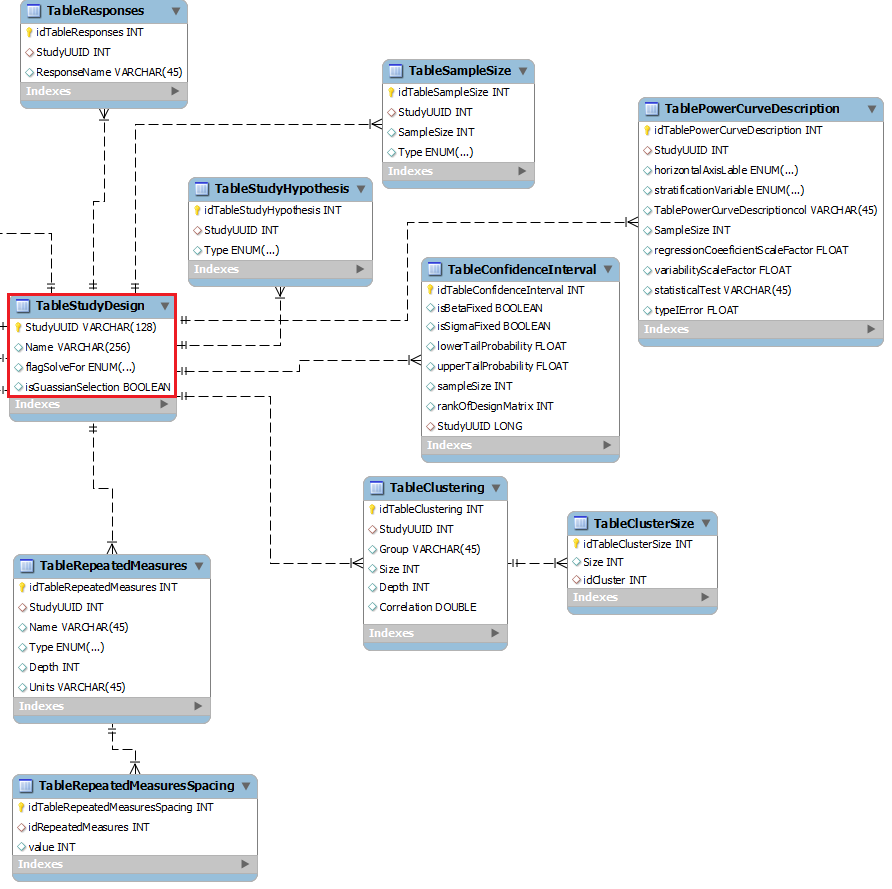 TableResponses
idTableResponses INT
StudyUUID INT
ResponseName VARCHAR(45)
Indexes
TableSampleSize
idTableSampleSize INT
StudyUUID INT
SampleSize INT
Type ENUM(...)
Indexes
TablePowerCurveDescription
idTablePowerCurveDescription INT
StudyUUID INT
horizontalAxisLable ENUM(...)
stratificationVariable ENUM(...)
TablePowerCurveDescriptioncol VARCHAR(45)
SampleSize INT
regressionCoeeficientScaleFactor FLOAT
variabilityScaleFactor FLOAT
statisticalTest VARCHAR(45)
typeIError FLOAT
Indexes
TableStudyHypothesis
idTableStudyHypothesis INT
StudyUUID INT
Type ENUM(...)
Indexes
TableConfidenceInterval
idTableConfidenceInterval INT
isBetaFixed BOOLEAN
isSigmaFixed BOOLEAN
lowerTailProbability FLOAT
upperTailProbability FLOAT
sampleSize INT
rankOfDesignMatrix INT
StudyUUID LONG
Indexes
TableStudyDesign
StudyUUID VARCHAR(128)
Name VARCHAR(256)
flagSolveFor ENUM(...)
isGuassianSelection BOOLEAN
Indexes
TableClustering
idTableClustering INT
StudyUUID INT
Group VARCHAR(45)
Size INT
Depth INT
Correlation DOUBLE
Indexes
TableClusterSize
idTableClusterSize INT
Size INT
idCluster INT
Indexes
TableRepeatedMeasures
idTableRepeatedMeasures INT
StudyUUID INT
Name VARCHAR(45)
Type ENUM(...)
Depth INT
Units VARCHAR(45)
Indexes
TableRepeatedMeasuresSpacing
idTableRepeatedMeasuresSpacing INT
idRepeatedMeasures INT
value INT
Indexes